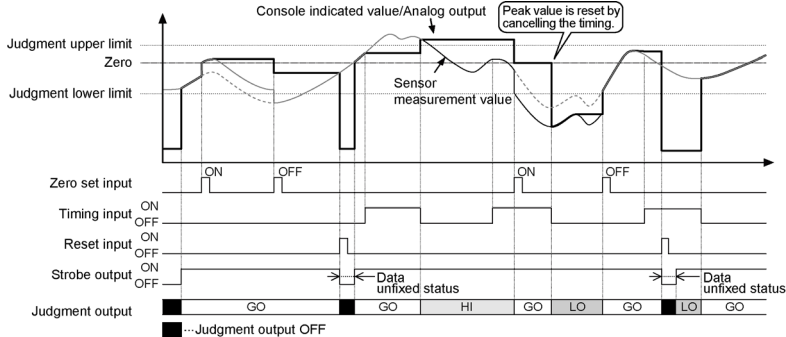 Console indicated value/Analog output
Peak value is reset by
cancelling the timing.
Judgment upper limit
Zero
Judgment lower limit
Sensor
measurement value
ON
OFF
ON
OFF
Zero set input
Timing input
ON
OFF
Reset input
ON
OFF
Strobe output
ON
OFF
Data
unfixed status
Data
unfixed status
Judgment output
GO
GO
HI
GO
LO
GO
LO
GO
···Judgment output OFF